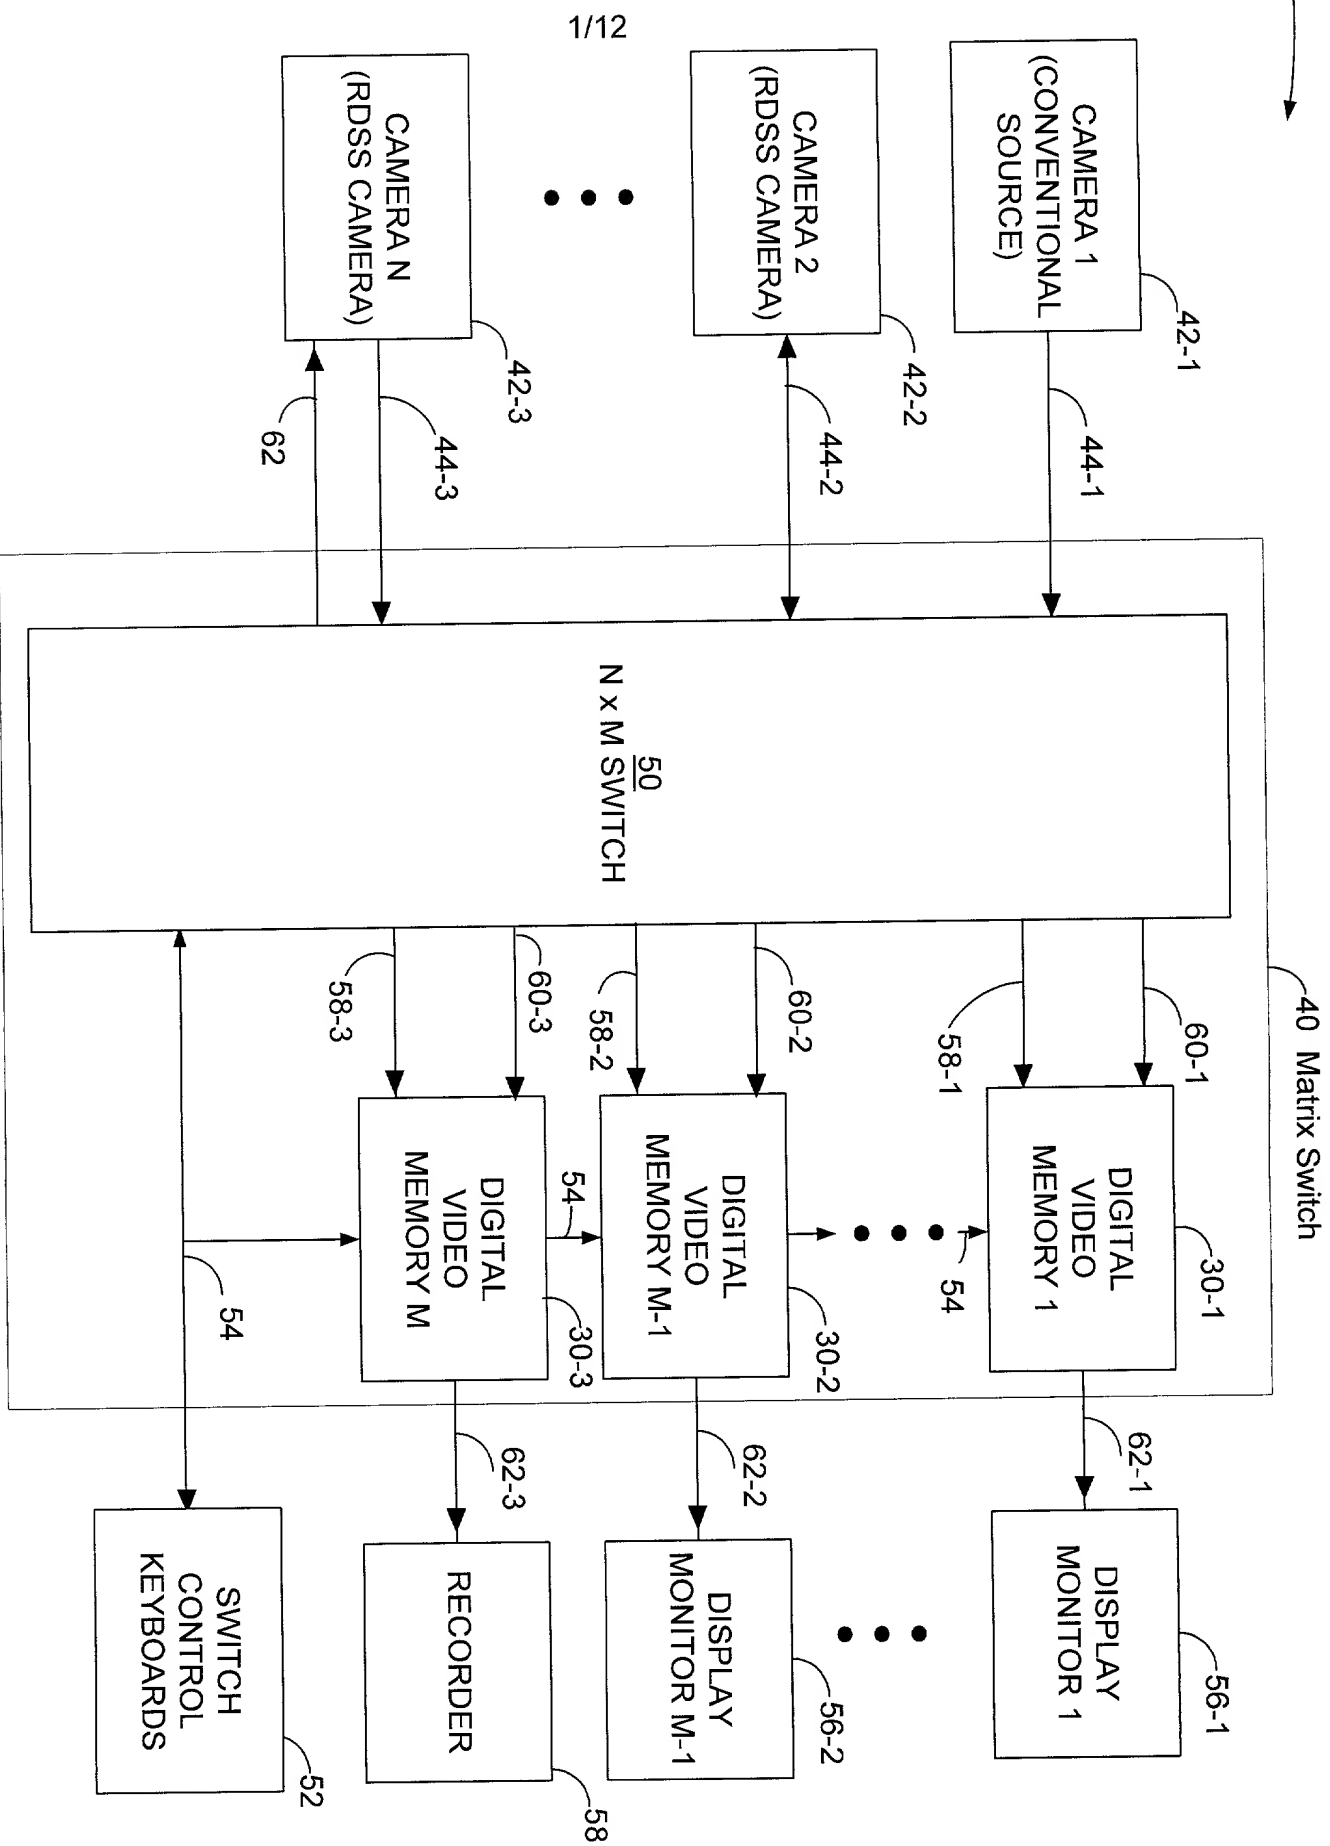 1/12
CAMERA 1
(CONVENTIONAL
SOURCE)
42-1
44-1
CAMERA 2
(RDSS CAMERA)
42-2
44-2
CAMERA N
(RDSS CAMERA)
42-3
44-3
62
40 Matrix Switch
50
N x M SWITCH
60-1
58-1
60-2
58-2
60-3
58-3
DIGITAL
VIDEO
MEMORY 1
30-1
54
DIGITAL
VIDEO
MEMORY M-1
30-2
54
DIGITAL
VIDEO
MEMORY M
30-3
54
62-1
62-2
62-3
DISPLAY
MONITOR 1
56-1
DISPLAY
MONITOR M-1
56-2
RECORDER
58
SWITCH
CONTROL
KEYBOARDS
52